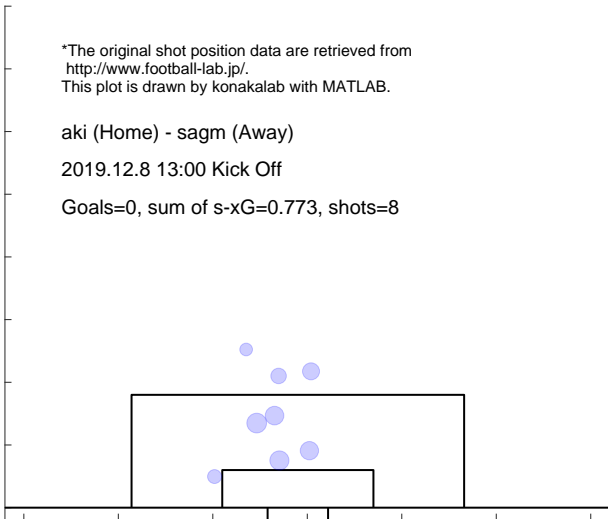 *The original shot position data are retrieved from
http://www.football-lab.jp/.
This plot is drawn by konakalab with MATLAB.
aki (Home) - sagm (Away)
2019.12.8 13:00 Kick Off
Goals=0, sum of s-xG=0.773, shots=8